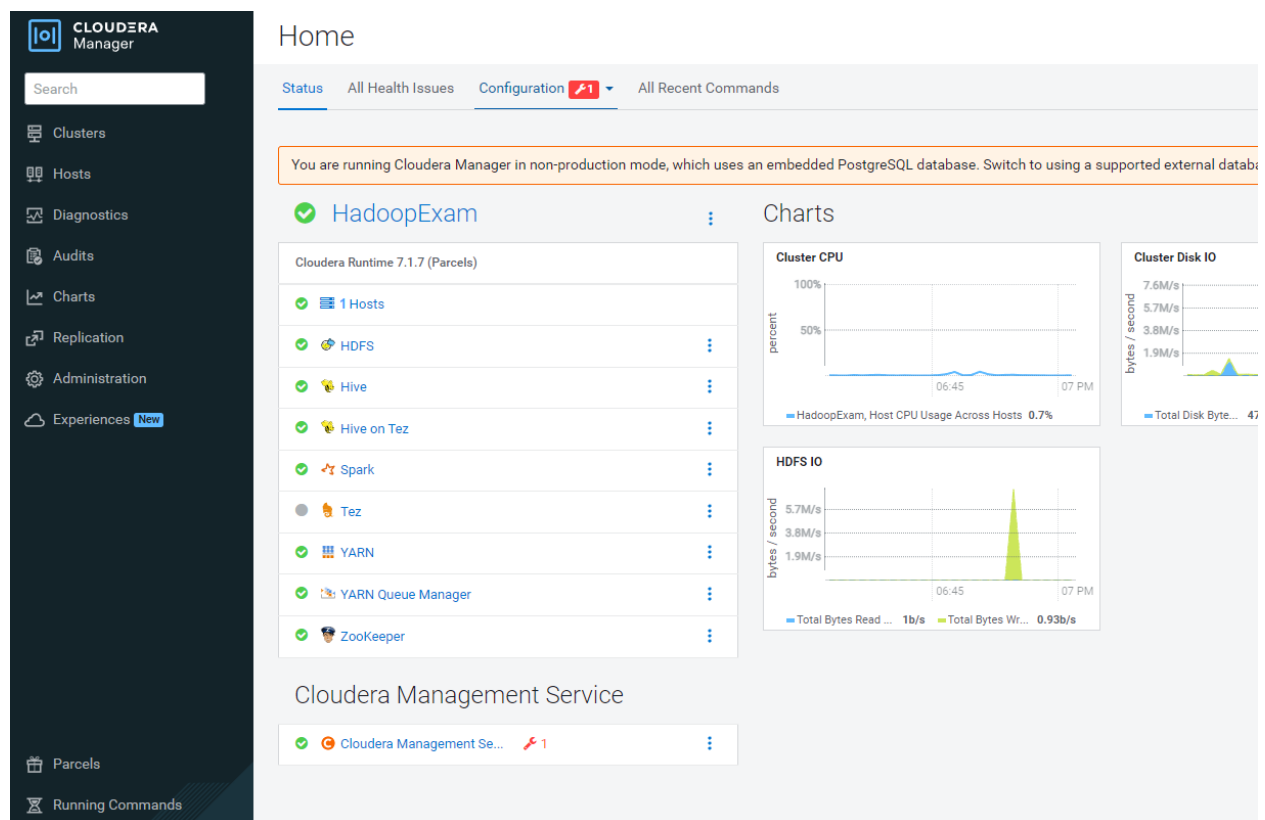 CLOUDERA
Manager
Search
Clusters
Hosts
Diagnostics
Audits
Charts
Replication
Administration
Experiences New
Parcels
Running Commands
Home
Status All Health Issues Configuration 1 All Recent Commands
You are running Cloudera Manager in non-production mode, which uses an embedded PostgreSQL database. Switch to using a supported external databa
HadoopExam
Cloudera Runtime 7.1.7 (Parcels)
1 Hosts
HDFS
Hive
Hive on Tez
Spark
Tez
YARN
YARN Queue Manager
ZooKeeper
Cloudera Management Service
Cloudera Management Se... 1
Charts
Cluster CPU
percent
100%
50%
06:45 07 PM
HadoopExam, Host CPU Usage Across Hosts 0.7%
Cluster Disk IO
bytes / second
7.6M/s
5.7M/s
3.8M/s
1.9M/s
Total Disk Byte... 47
HDFS IO
bytes / second
5.7M/s
3.8M/s
1.9M/s
06:45 07 PM
Total Bytes Read ... 1b/s Total Bytes Wr... 0.93b/s